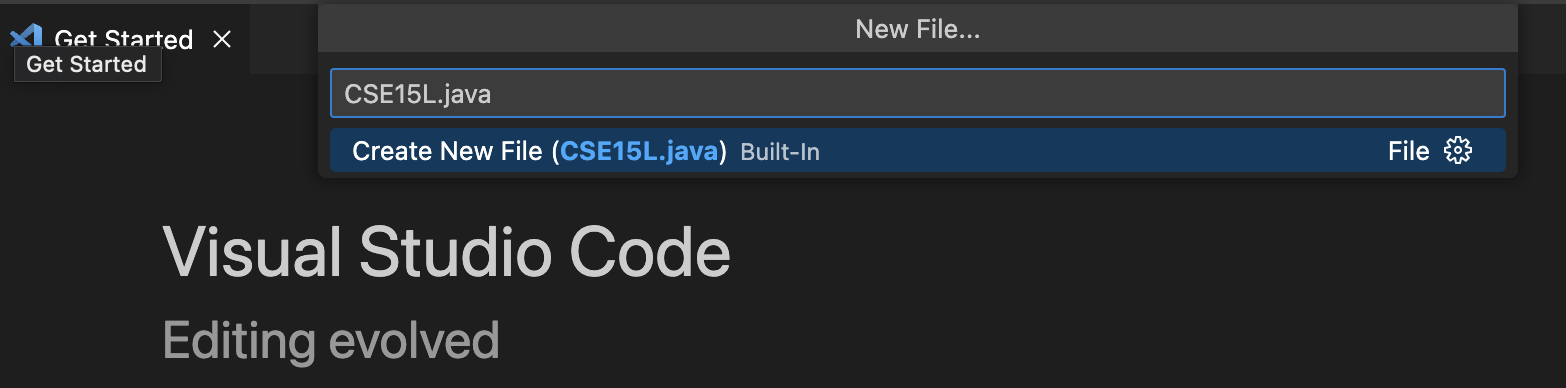 Get Started
New File...
Get Started
CSE15L.java
Create New File (CSE15L.java) Built-In File
Visual Studio Code
Editing evolved